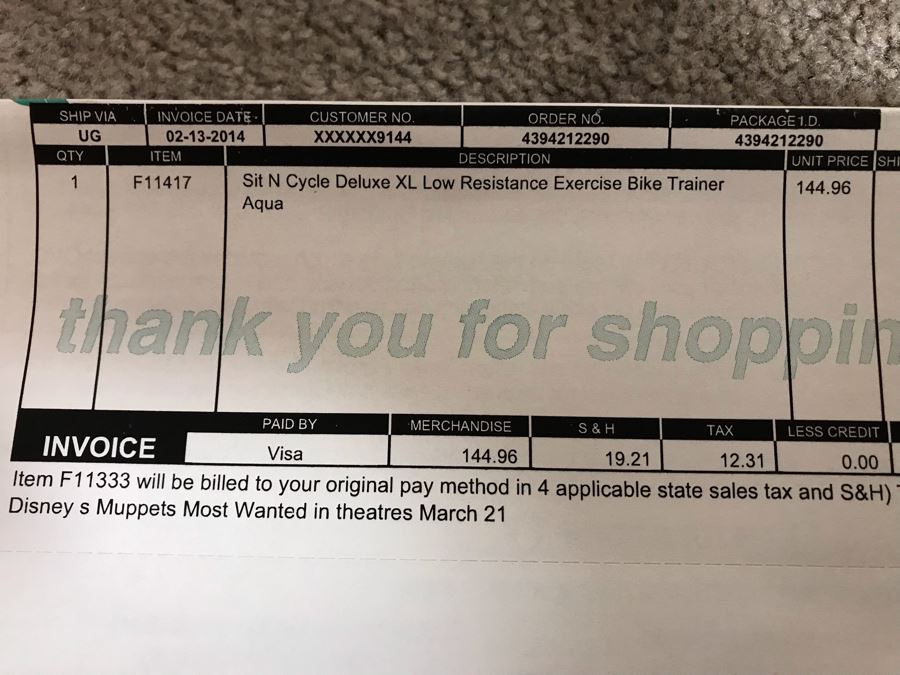 SHIP VIA INVOICE DATE CUSTOMER NO. ORDER NO. PACKAGE I.D.
UG 02-13-2014 XXXXXX9144 4394212290 4394212290
QTY ITEM DESCRIPTION UNIT PRICE SHI
1 F11417 Sit N Cycle Deluxe XL Low Resistance Exercise Bike Trainer 144.96
Aqua
thank you for shoppin
PAID BY MERCHANDISE S & H TAX LESS CREDIT
INVOICE Visa 144.96 19.21 12.31 0.00
Item F11333 will be billed to your original pay method in 4 applicable state sales tax and S&H)
Disney s Muppets Most Wanted in theatres March 21